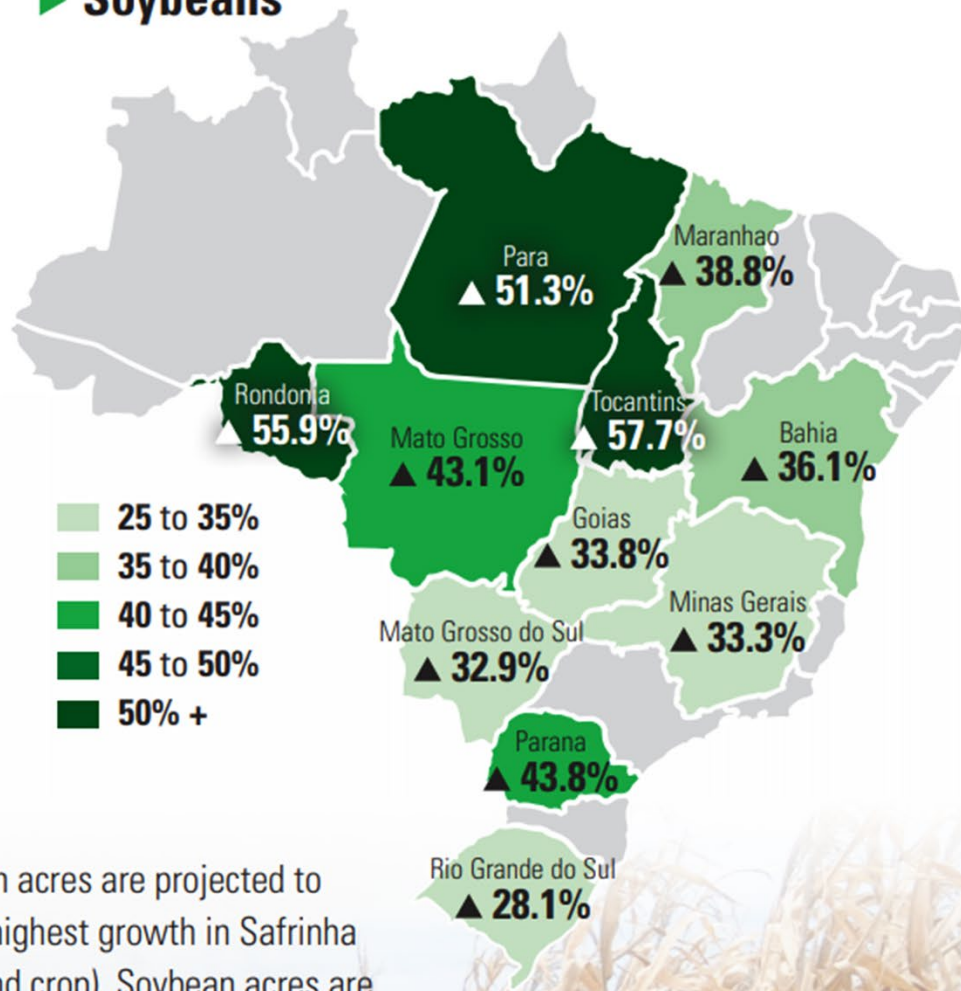 Soybeans
Maranhao
▲ 38.8%
Para
▲ 51.3%
Rondonia
▲ 55.9%
Mato Grosso
▲ 43.1%
Tocantins
▲ 57.7%
Bahia
▲ 36.1%
25 to 35%
35 to 40%
40 to 45%
45 to 50%
50% +
Goias
▲ 33.8%
Minas Gerais
▲ 33.3%
Mato Grosso do Sul
▲ 32.9%
Parana
▲ 43.8%
Rio Grande do Sul
▲ 28.1%
acres are projected to
highest growth in Safrinha
crop). Soybean acres are